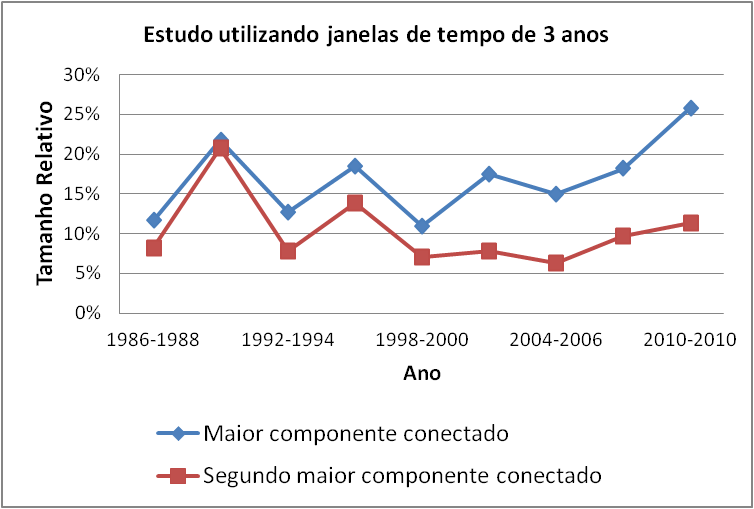 Estudo utilizando janelas de tempo de 3 anos
Tamanho Relativo
30%
25%
20%
15%
10%
5%
0%
1986-1988 1992-1994 1998-2000 2004-2006 2010-2010
Ano
Maior componente conectado
Segundo maior componente conectado